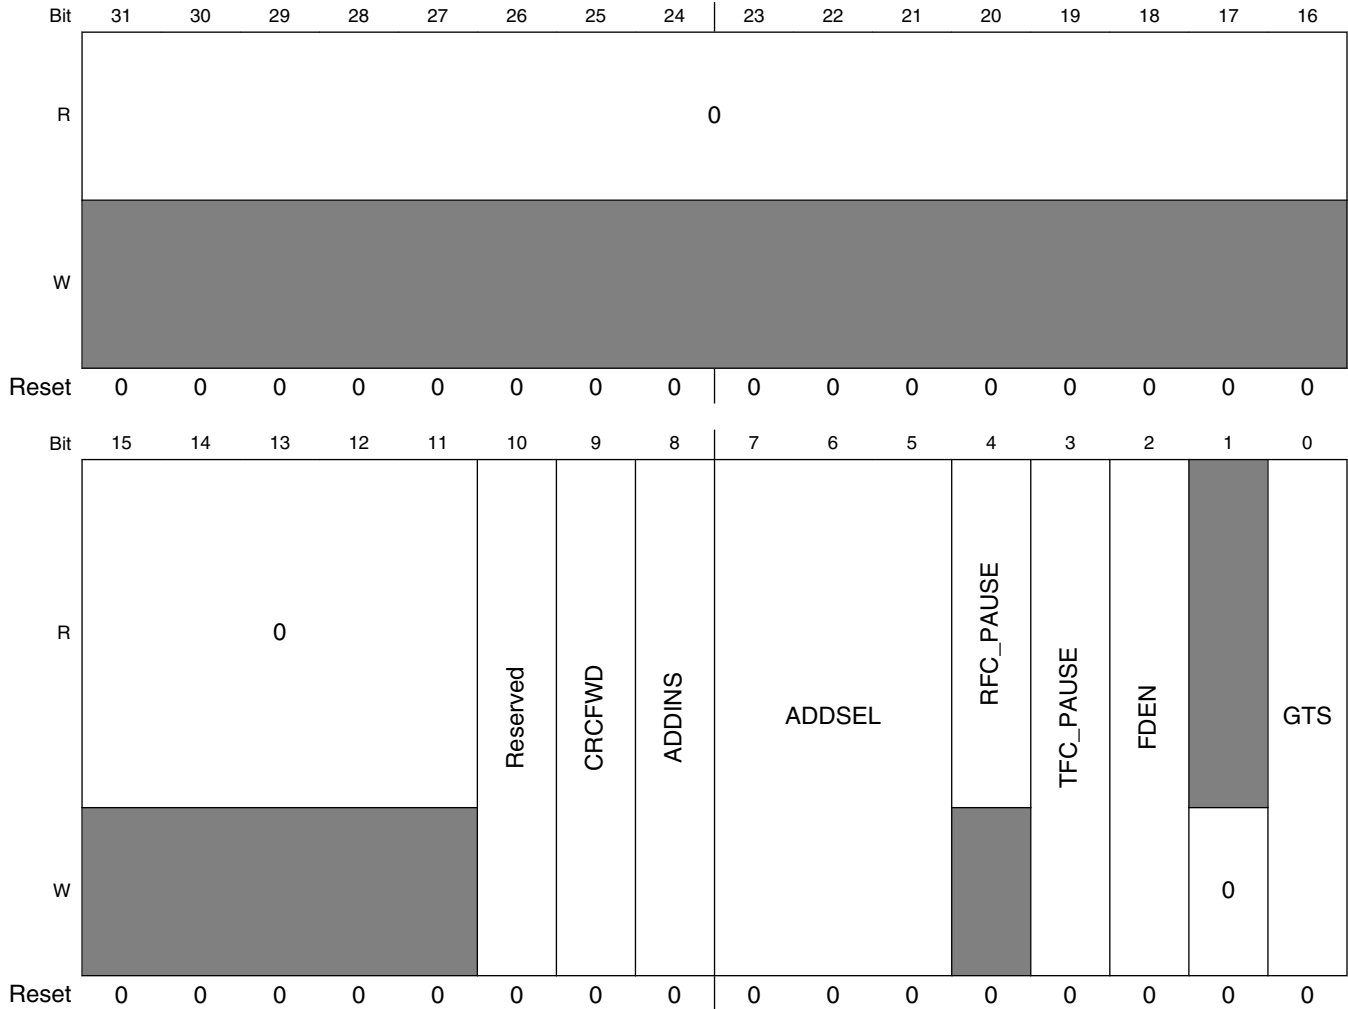 Bit 31 30 29 28 27 26 25 24 23 22 21 20 19 18 17 16
R 0
W
Reset 0 0 0 0 0 0 0 0 0 0 0 0 0 0 0 0
Bit 15 14 13 12 11 10 9 8 7 6 5 4 3 2 1 0
R 0 Reserved CRCFWD ADDINS ADDSEL RFC_PAUSE TFC_PAUSE FDEN GTS
W 0
Reset 0 0 0 0 0 0 0 0 0 0 0 0 0 0 0 0